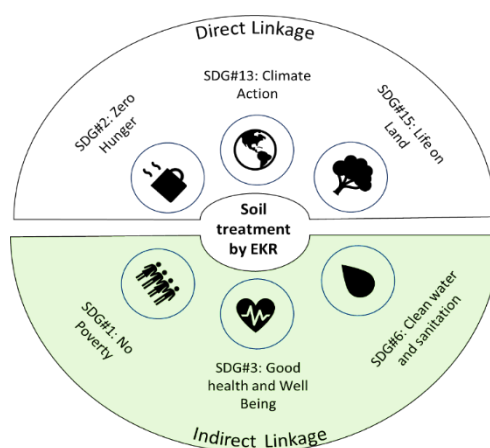 Direct Linkage
SDG#2: Zero
Hunger
SDG#13: Climate
Action
SDG#15: Life on
Land
Soil
treatment
by EKR
SDG#1: No
Poverty
SDG#3: Good
health and Well
Being
SDG#6: Clean water
and sanitation
Indirect Linkage